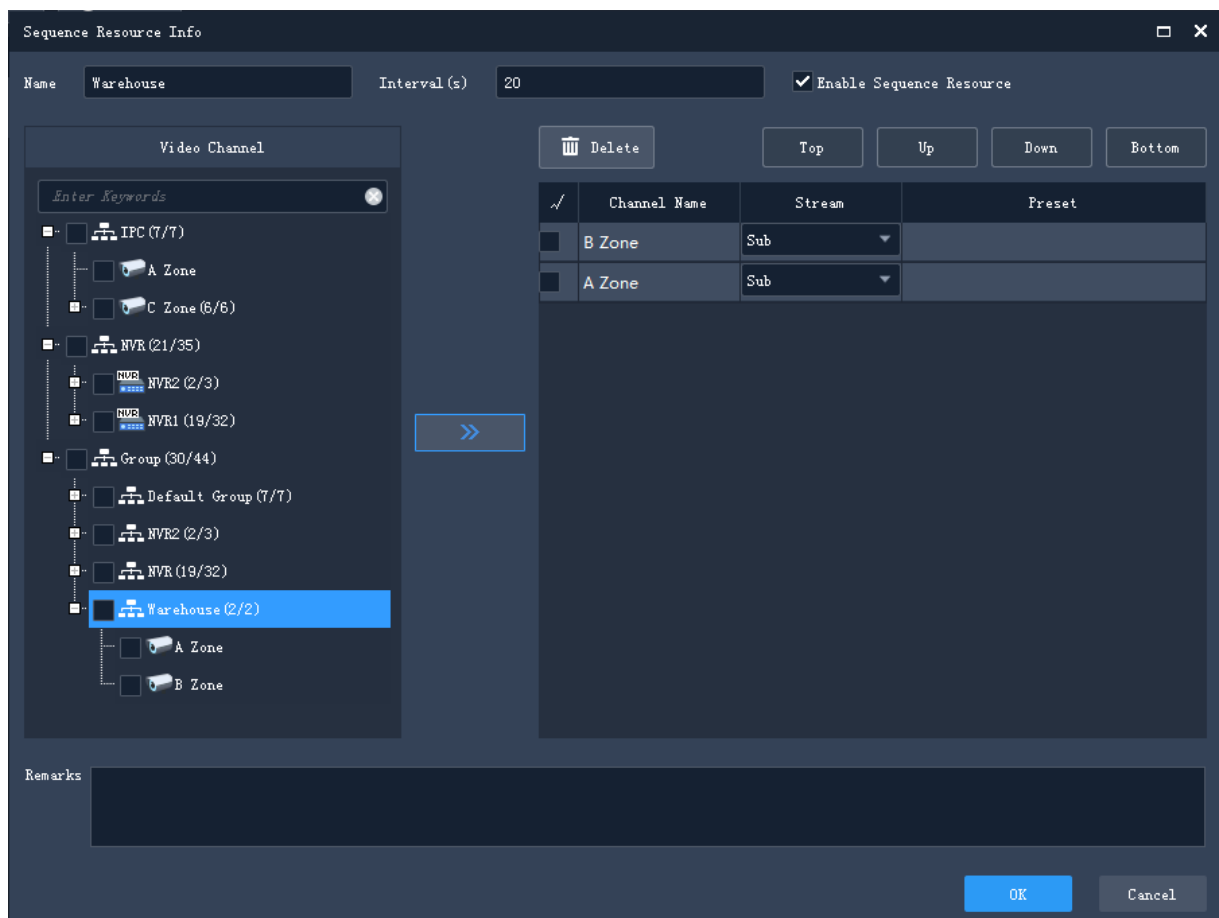 Sequence Resource Info
Name Warehouse Interval(s) 20 Enable Sequence Resource
Video Channel
Delete Top Up Down Bottom
Enter Keywords
Channel Name Stream Preset
IPC(7/7)
B Zone Sub
A Zone
A Zone Sub
C Zone(6/6)
NVR(21/35)
NVR NVR2(2/3)
NVR NVR1(19/32)
Group(30/44)
Default Group(7/7)
NVR2(2/3)
NVR(19/32)
Warehouse(2/2)
A Zone
B Zone
Remarks
OK Cancel